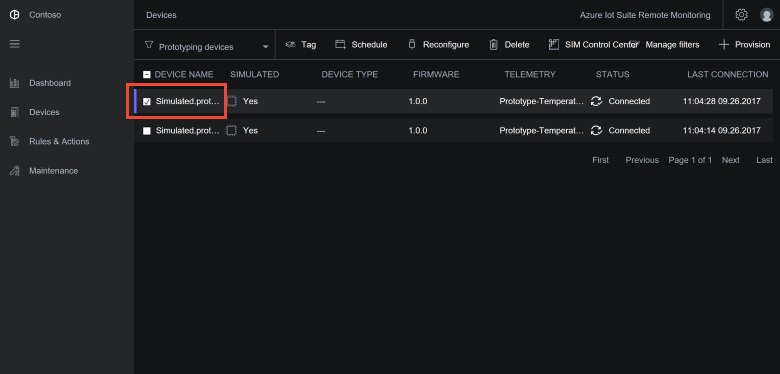 Contoso
Devices
Azure Iot Suite Remote Monitoring
Prototyping devices
Tag
Schedule
Reconfigure
Delete
SIM Control Center
Manage filters
Provision
Dashboard
Devices
Rules & Actions
Maintenance
DEVICE NAME SIMULATED DEVICE TYPE FIRMWARE TELEMETRY STATUS LAST CONNECTION
Simulated.prot... Yes --- 1.0.0 Prototype-Temperat... Connected 11:04:28 09.26.2017
Simulated.prot... Yes --- 1.0.0 Prototype-Temperat... Connected 11:04:14 09.26.2017
First Previous Page 1 of 1 Next Last